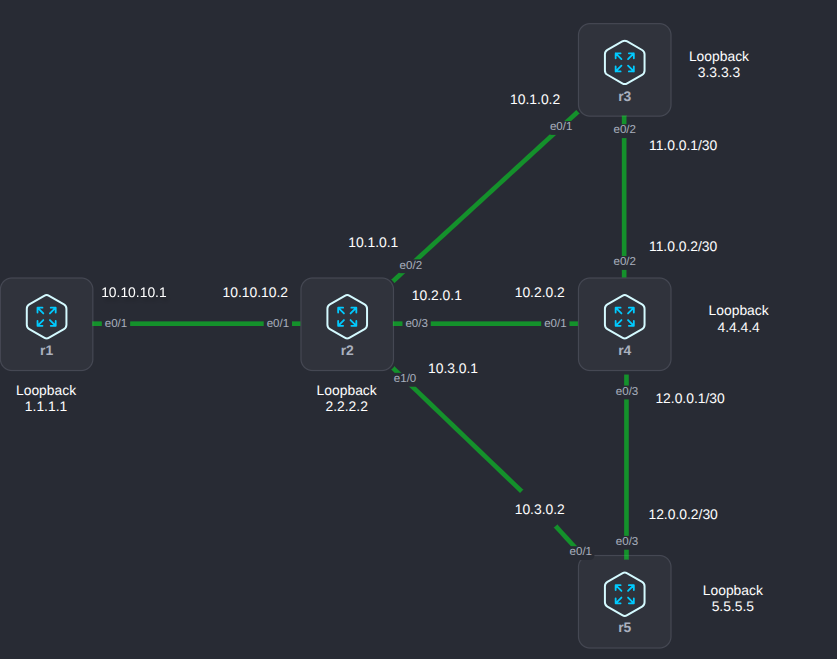 Loopback
3.3.3.3
r3
10.1.0.2
e0/1
e0/2
11.0.0.1/30
10.1.0.1
11.0.0.2/30
e0/2
e0/2
10.10.10.1
10.10.10.2
10.2.0.1
10.2.0.2
Loopback
4.4.4.4
e0/1
e0/1
e0/3
e0/1
r1
r2
r4
10.3.0.1
e1/0
Loopback
1.1.1.1
Loopback
2.2.2.2
e0/3
12.0.0.1/30
10.3.0.2
12.0.0.2/30
e0/3
e0/1
Loopback
5.5.5.5
r5